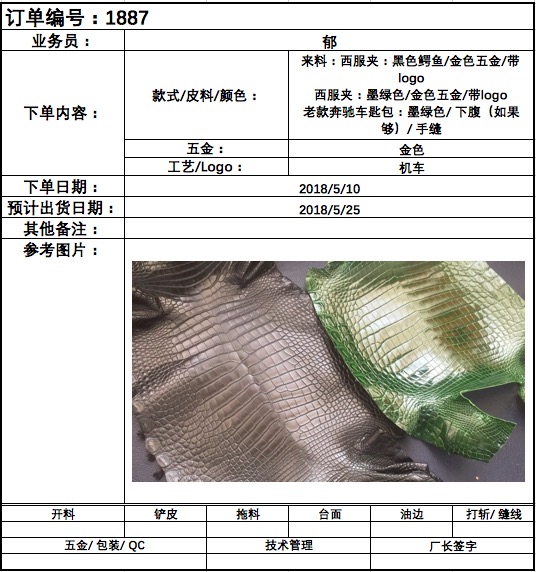 订单编号：1887
业务员： 郁
下单内容： 款式/皮料/颜色： 来料：西服夹：黑色鳄鱼/金色五金/带
logo
西服夹：墨绿色/金色五金/带logo
老款奔驰车匙包：墨绿色/ 下腹（如果
够）/ 手缝
五金： 金色
工艺/Logo： 机车
下单日期： 2018/5/10
预计出货日期： 2018/5/25
其他备注：
参考图片：
开料 铲皮 拖料 台面 油边 打斩/ 缝线
五金/ 包装/ QC 技术管理 厂长签字